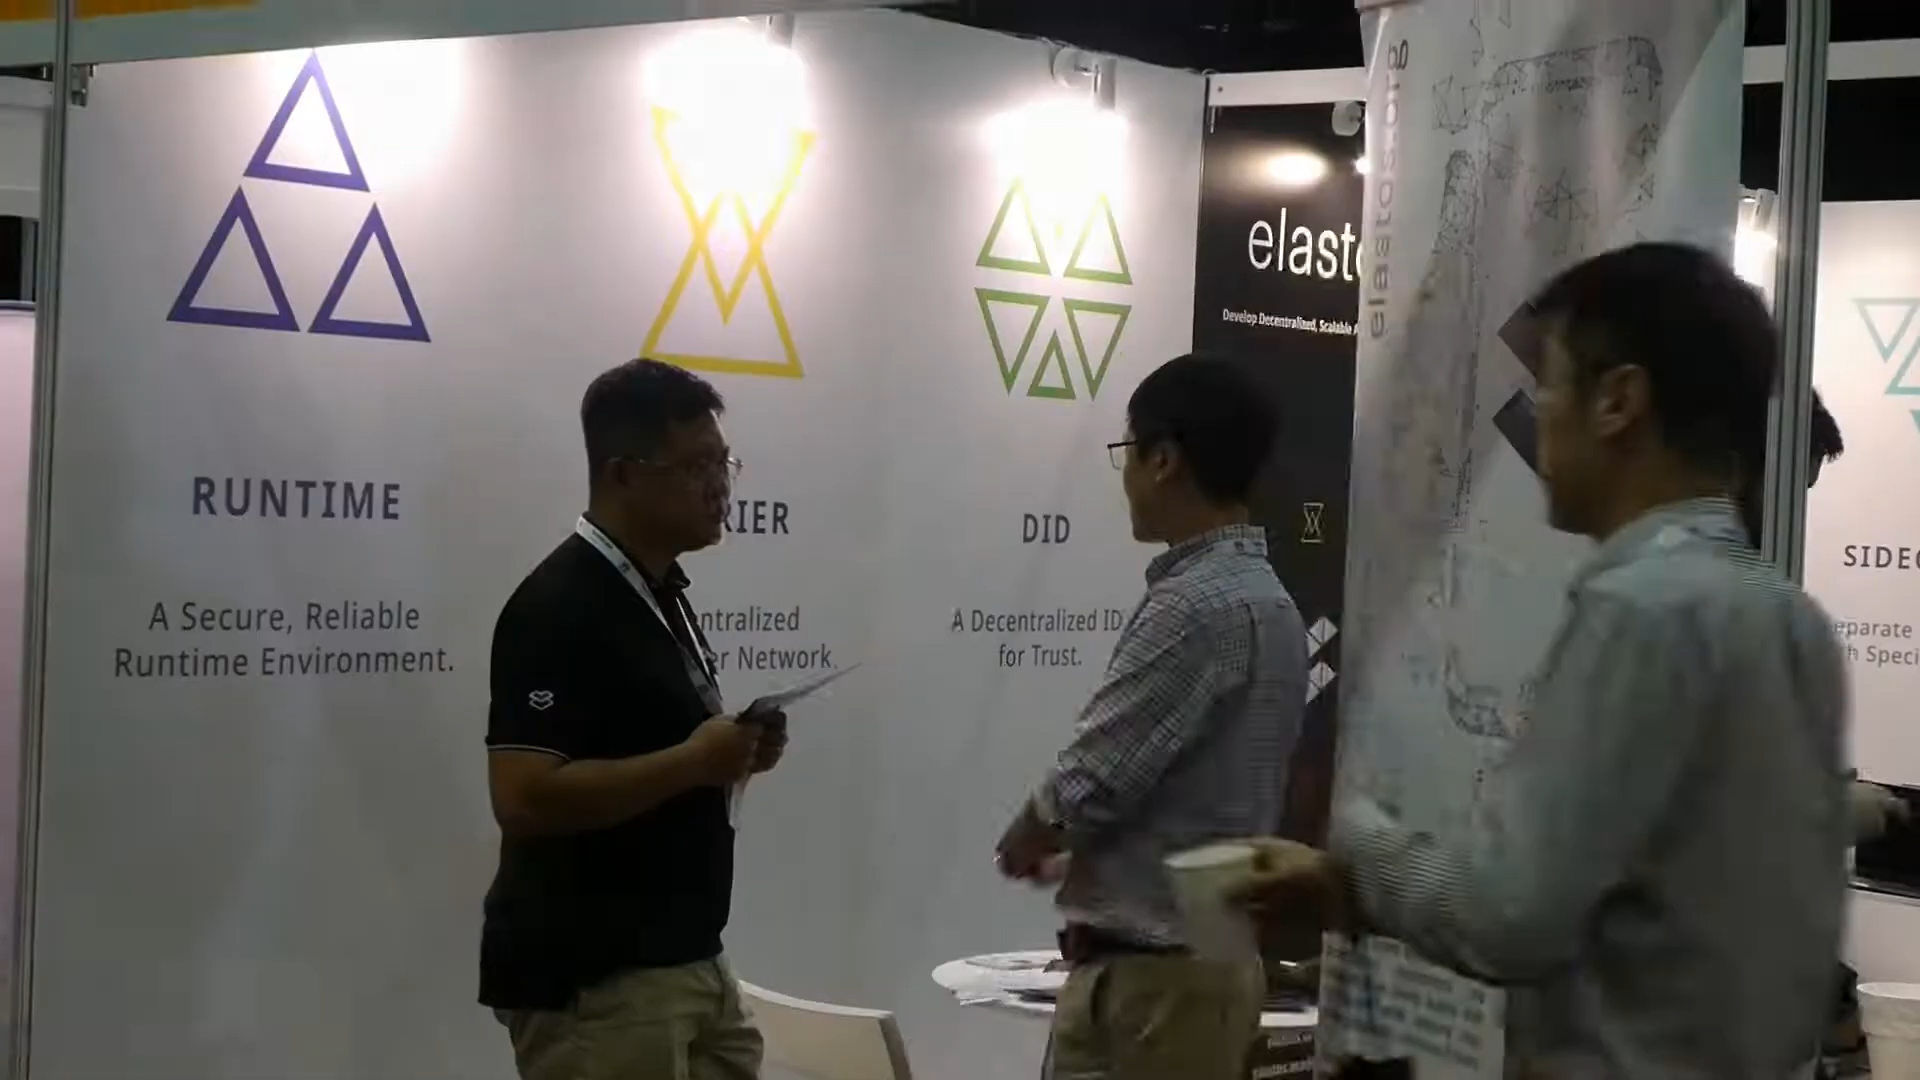 RUNTIME
A Secure, Reliable
Runtime Environment.
RIER
ntralized
er Network.
DID
A Decentralized ID
for Trust.
elasto
Develop Decentralized, Scalable A
elastos.org
SIDEC
eparate
h Speci